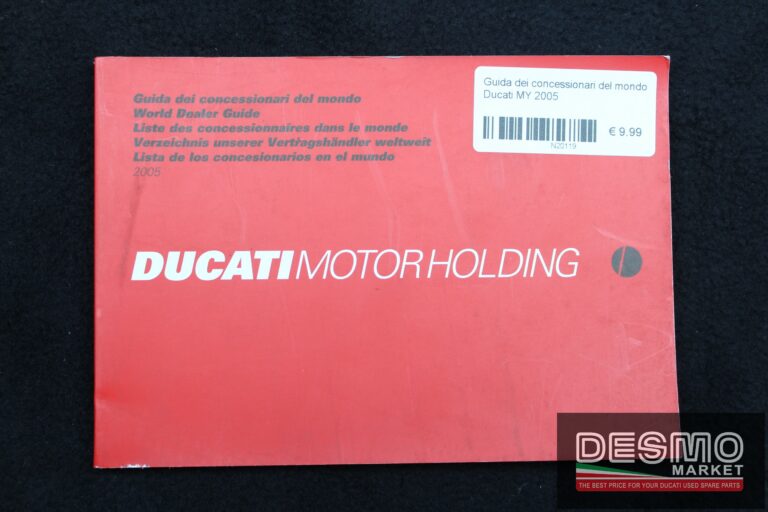 Guida dei concessionari del mondo
World Dealer Guide
Liste des concessionnaires dans le monde
Verzeichnis unserer Vertragshändler weltweit
Lista de los concesionarios en el mundo
2005
Guida dei concessionari del mondo
Ducati MY 2005
€ 9.99
N20119
DUCATI MOTOR HOLDING
DESMO
MARKET
THE BEST PRICE FOR YOUR DUCATI USED SPARE PARTS